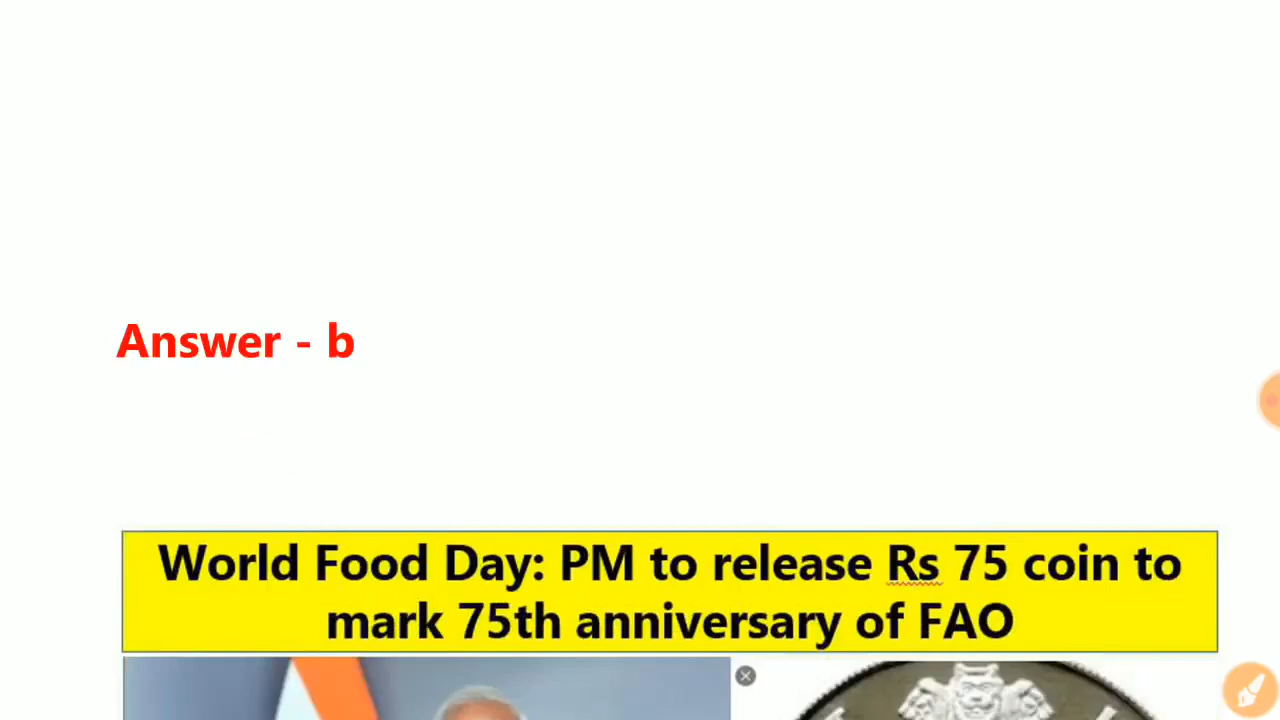 Answer - b
World Food Day: PM to release Rs 75 coin to
mark 75th anniversary of FAO